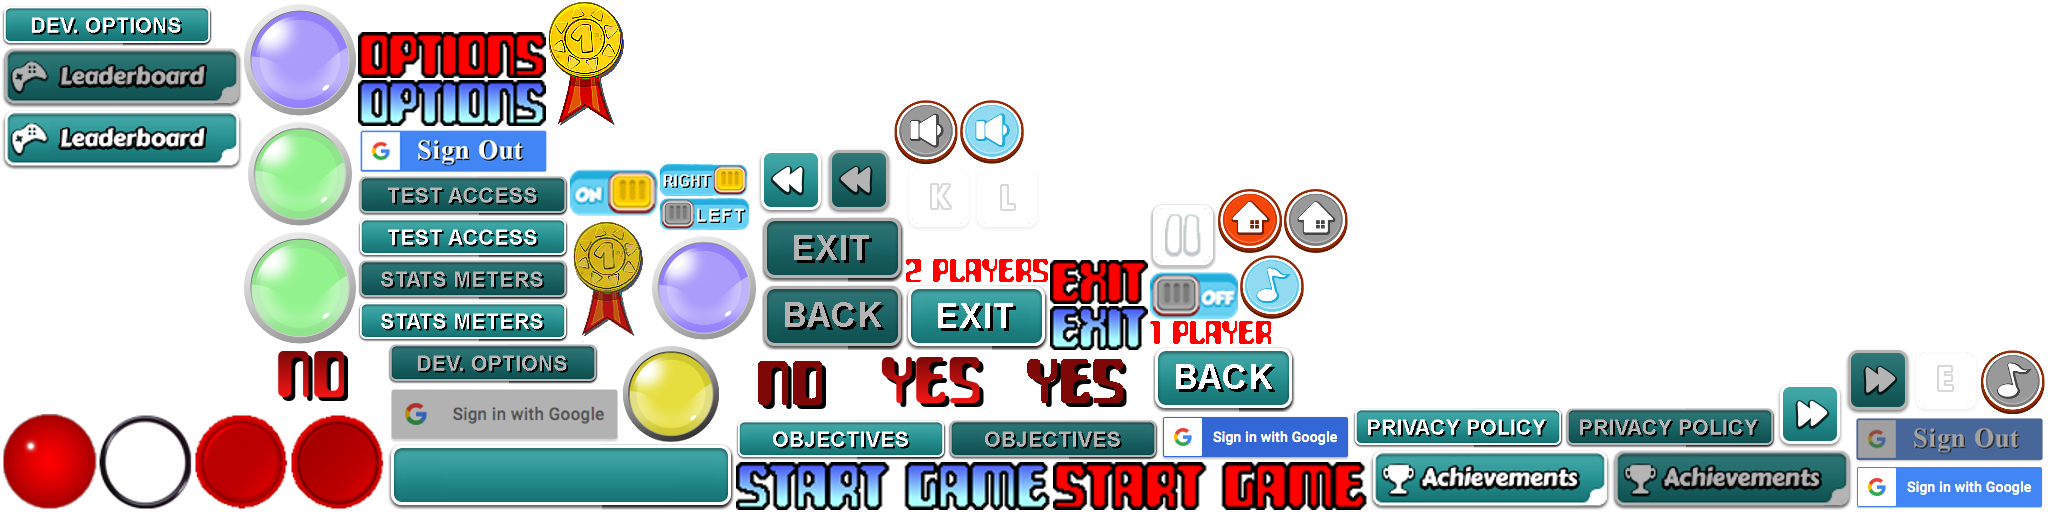 DEV. OPTIONS
Leaderboard
Leaderboard
OPTIONS
OPTIONS
1
Sign Out
TEST ACCESS
TEST ACCESS
STATS METERS
STATS METERS
ON
RIGHT
LEFT
1
K
L
EXIT
BACK
2 PLAYERS
EXIT
EXIT
EXIT
OFF
1 PLAYER
NO
DEV. OPTIONS
Sign in with Google
NO
YES
YES
BACK
E
OBJECTIVES
OBJECTIVES
Sign in with Google
PRIVACY POLICY
PRIVACY POLICY
Sign Out
START GAME
START GAME
Achievements
Achievements
Sign in with Google